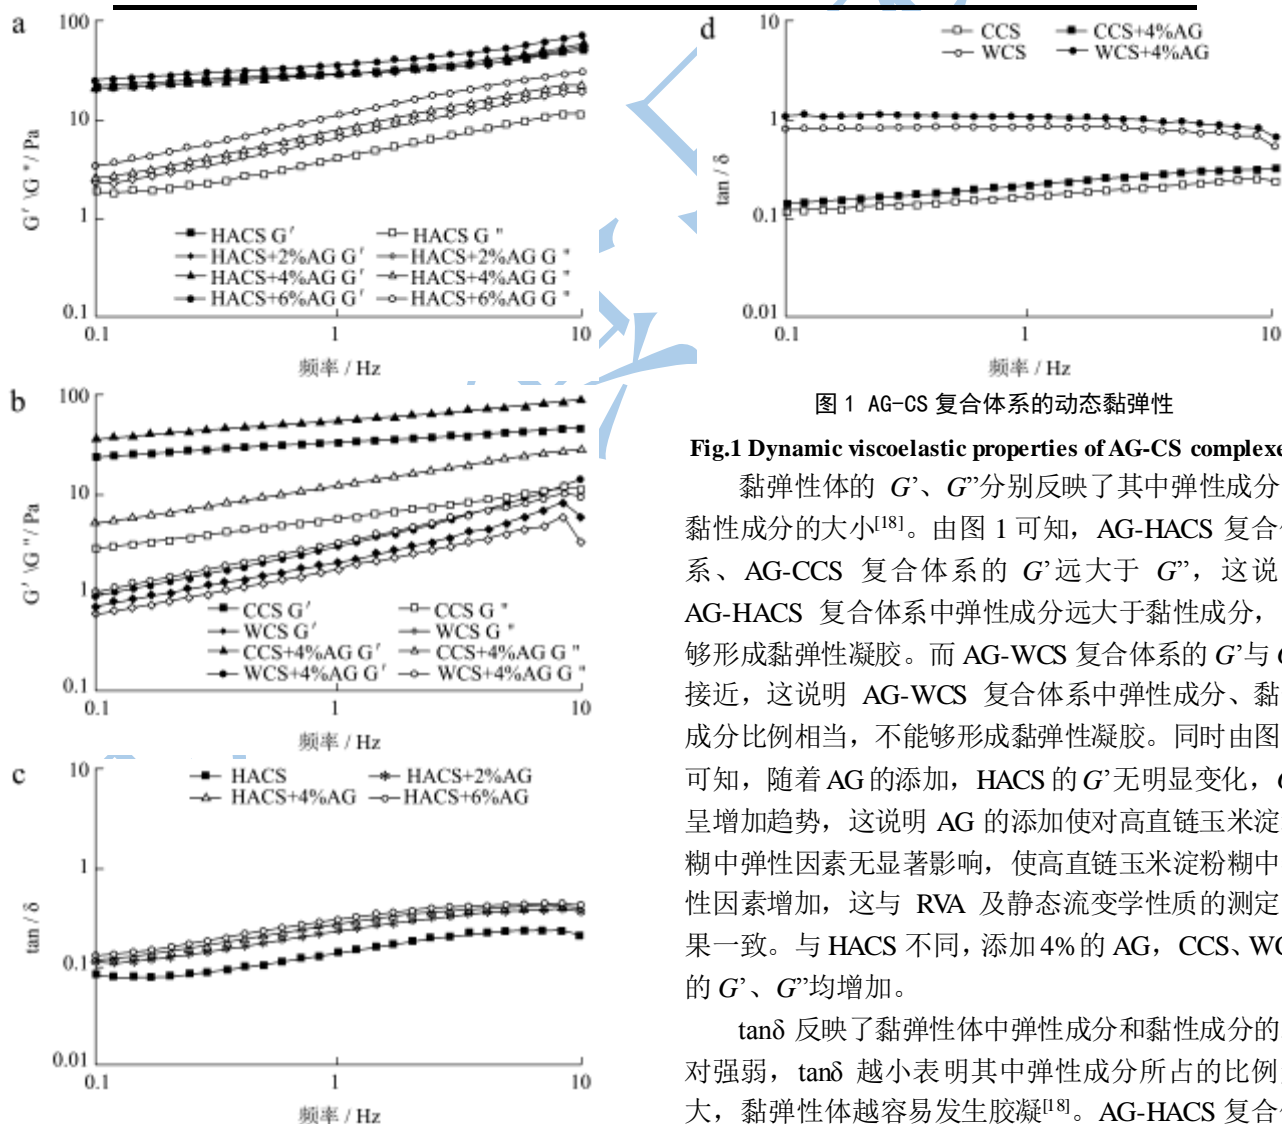 a
100
10
1
0.1
G' \G "/ Pa
HACS G' HACS G "
HACS+2%AG G' HACS+2%AG G "
HACS+4%AG G' HACS+4%AG G "
HACS+6%AG G' HACS+6%AG G "
0.1 1 10
频率 / Hz
b
100
10
1
0.1
G' \G "/ Pa
CCS G' CCS G "
WCS G' WCS G "
CCS+4%AG G' CCS+4%AG G "
WCS+4%AG G' WCS+4%AG G "
0.1 1 10
频率 / Hz
c
10
1
0.1
0.01
tan / δ
HACS HACS+2%AG
HACS+4%AG HACS+6%AG
0.1 1 10
频率 / Hz
d
10
1
0.1
0.01
tan / δ
CCS CCS+4%AG
WCS WCS+4%AG
0.1 1 10
频率 / Hz
图 1 AG-CS 复合体系的动态黏弹性
Fig.1 Dynamic viscoelastic properties of AG-CS complexe
黏弹性体的 G’、G”分别反映了其中弹性成分
黏性成分的大小[18]。由图 1 可知，AG-HACS 复合
系、AG-CCS 复合体系的 G’远大于 G”，这说
AG-HACS 复合体系中弹性成分远大于黏性成分，
够形成黏弹性凝胶。而 AG-WCS 复合体系的 G’与
接近，这说明 AG-WCS 复合体系中弹性成分、黏
成分比例相当，不能够形成黏弹性凝胶。同时由图
可知，随着 AG 的添加，HACS 的 G’无明显变化，
呈增加趋势，这说明 AG 的添加使对高直链玉米淀
糊中弹性因素无显著影响，使高直链玉米淀粉糊中
性因素增加，这与 RVA 及静态流变学性质的测定
果一致。与 HACS 不同，添加 4%的 AG，CCS、WC
的 G’、G”均增加。
tanδ 反映了黏弹性体中弹性成分和黏性成分的
对强弱，tanδ 越小表明其中弹性成分所占的比例
大，黏弹性体越容易发生胶凝[18]。AG-HACS 复合